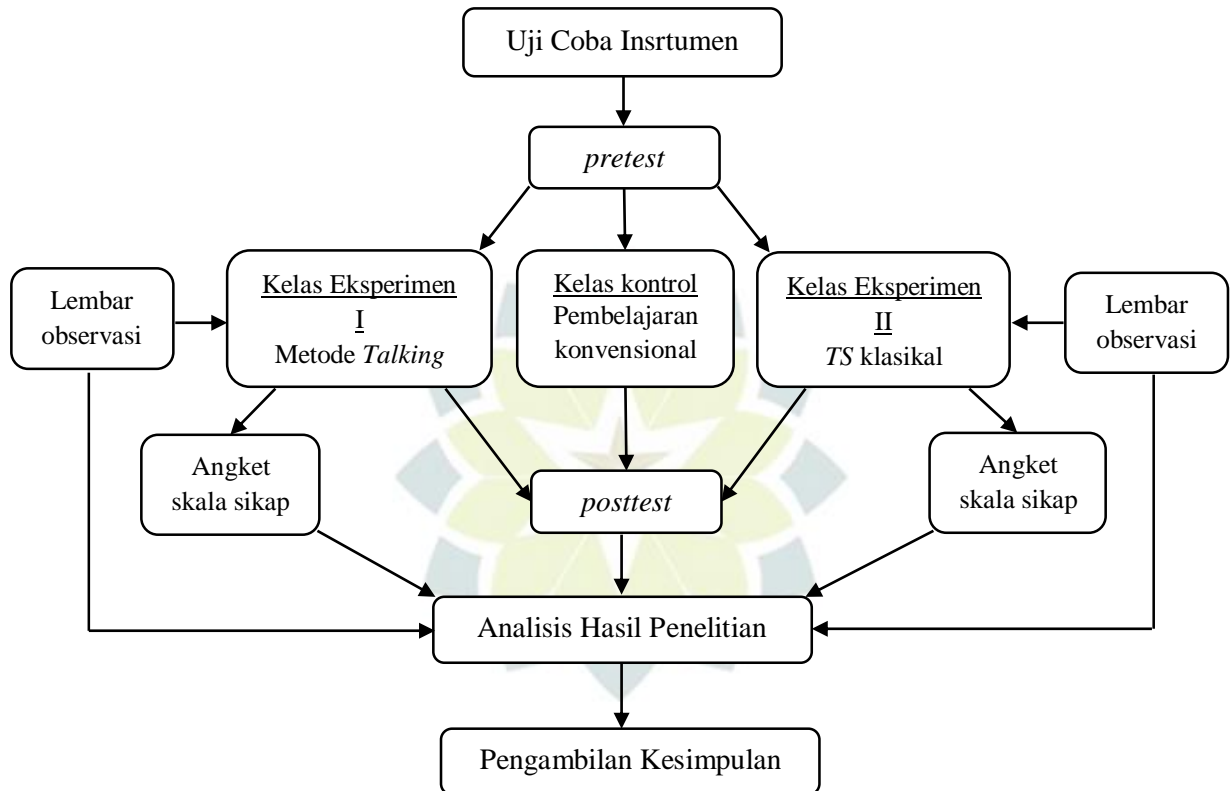 Uji Coba Insrtumen
pretest
Lembar
observasi
Kelas Eksperimen
I
Metode Talking
Kelas kontrol
Pembelajaran
konvensional
Kelas Eksperimen
II
TS klasikal
Lembar
observasi
Angket
skala sikap
posttest
Angket
skala sikap
Analisis Hasil Penelitian
Pengambilan Kesimpulan